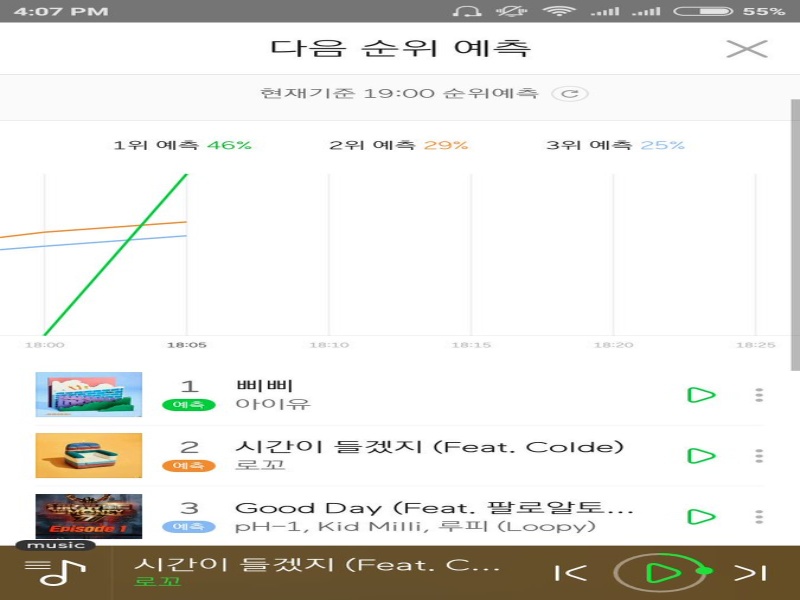 4:07 PM 55%
다음 순위 예측
현재기준 19:00 순위예측
1위 예측 46% 2위 예측 29% 3위 예측 25%
18:00 18:05 18:10 18:15 18:20 18:25
1 삐삐
예측 아이유
2 시간이 들겠지 (Feat. Colde)
예측 로꼬
3 Good Day (Feat. 팔로알토...
예측 pH-1, Kid Milli, 루피 (Loopy)
Episode 1
music
시간이 들겠지 (Feat. C...
로꼬